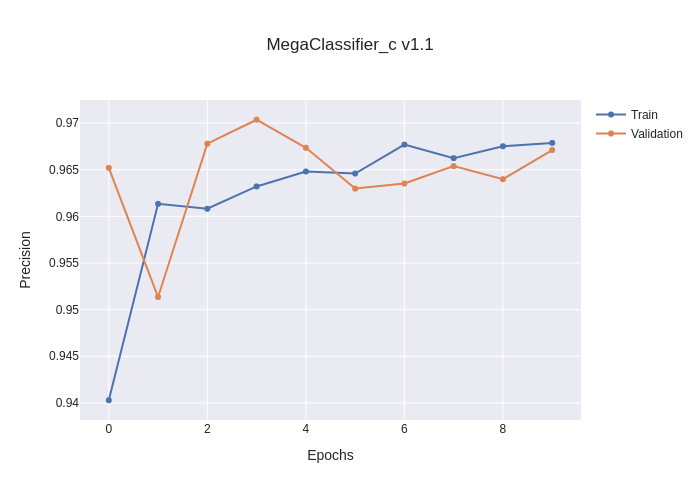 MegaClassifier_c v1.1
Train
Validation
Precision
0.97
0.965
0.96
0.955
0.95
0.945
0.94
0 2 4 6 8
Epochs